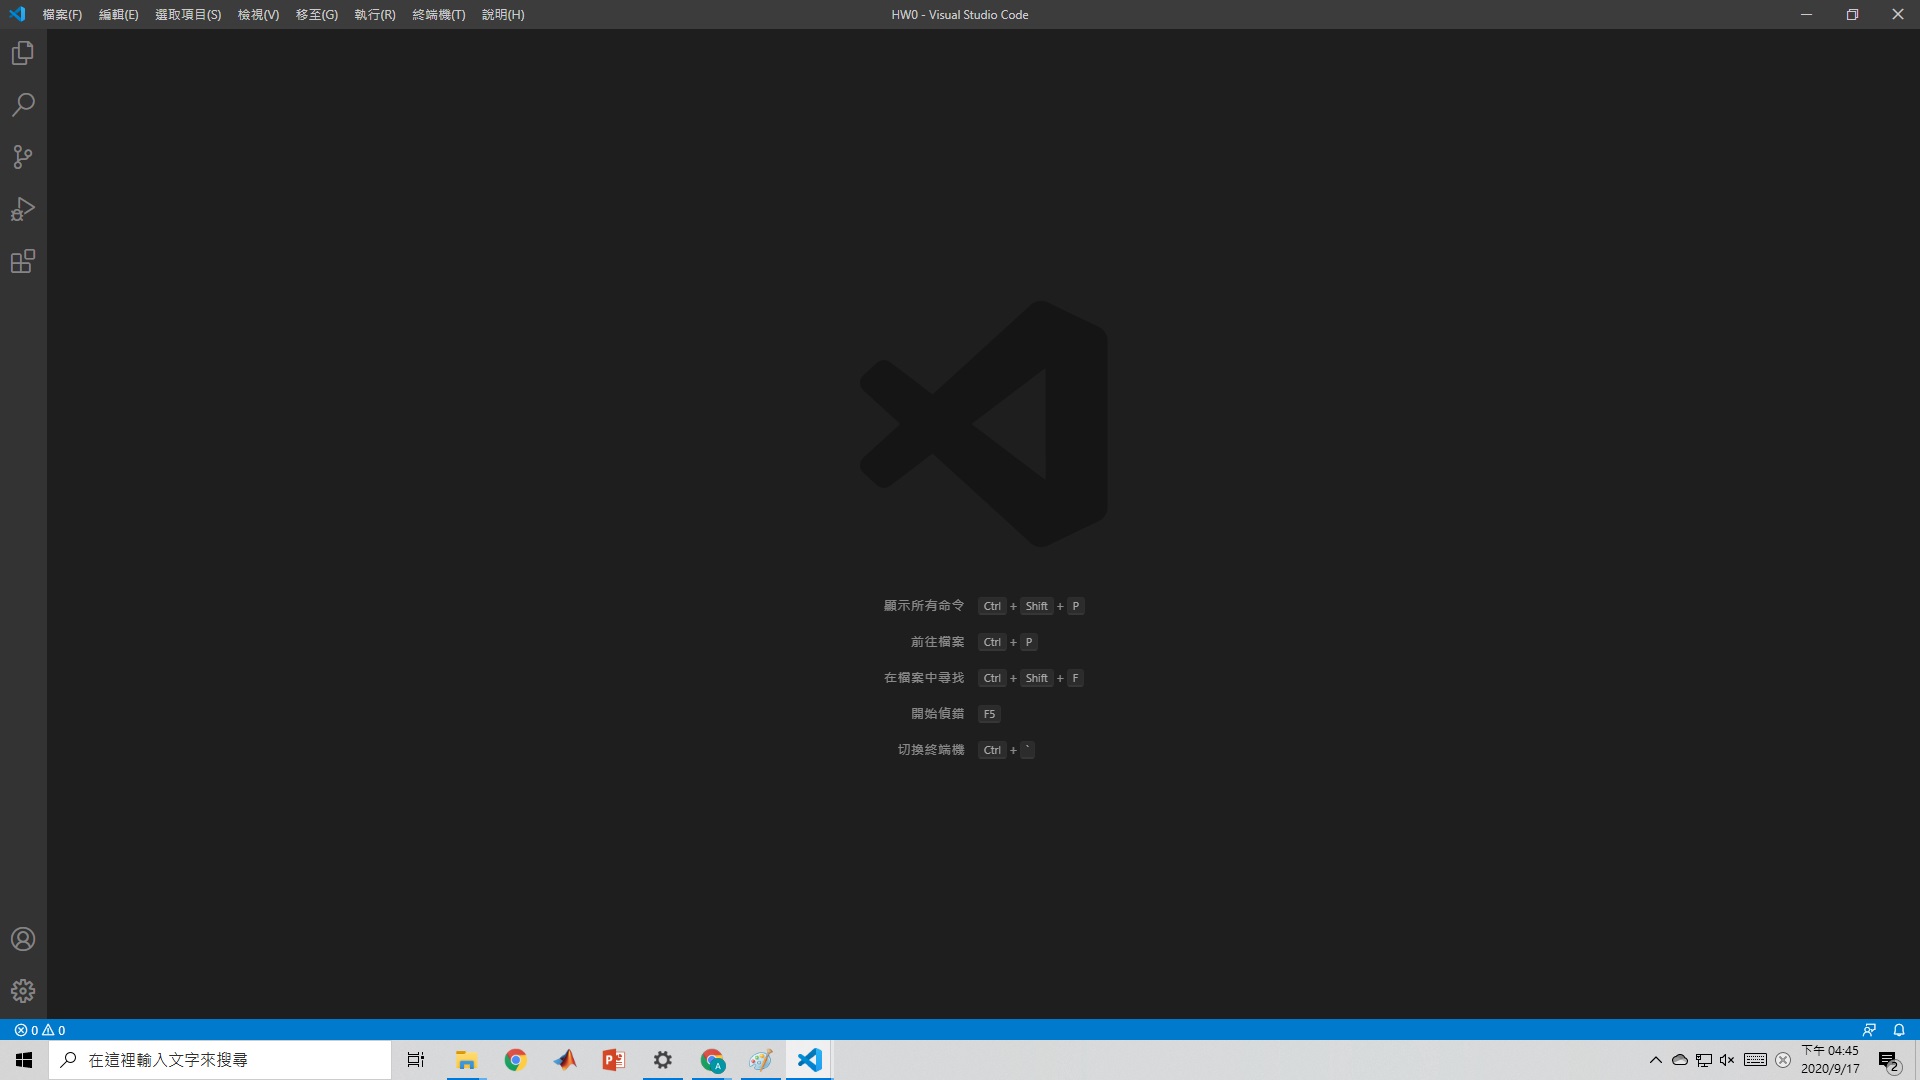 檔案(F) 編輯(E) 選取項目(S) 檢視(V) 移至(G) 執行(R) 終端機(T) 說明(H) HW0 - Visual Studio Code
顯示所有命令 Ctrl + Shift + P
前往檔案 Ctrl + P
在檔案中尋找 Ctrl + Shift + F
開始偵錯 F5
切換終端機 Ctrl + `
0 0
在這裡輸入文字來搜尋 P A 下午 04:45
2020/9/17 2